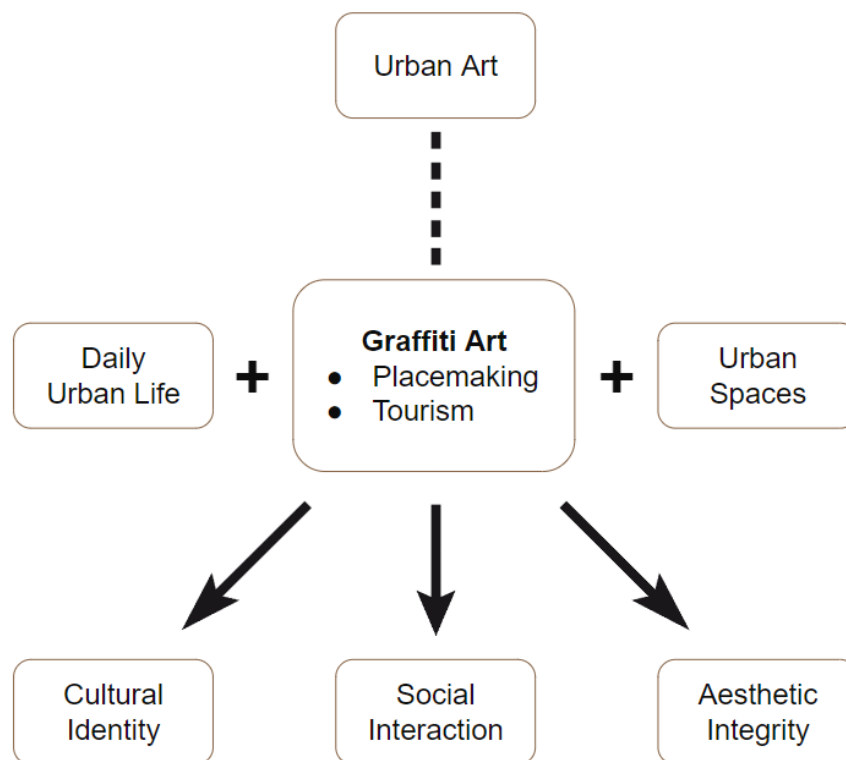 Urban Art
Daily
Urban Life
+
Graffiti Art
● Placemaking
● Tourism
+
Urban
Spaces
Cultural
Identity
Social
Interaction
Aesthetic
Integrity